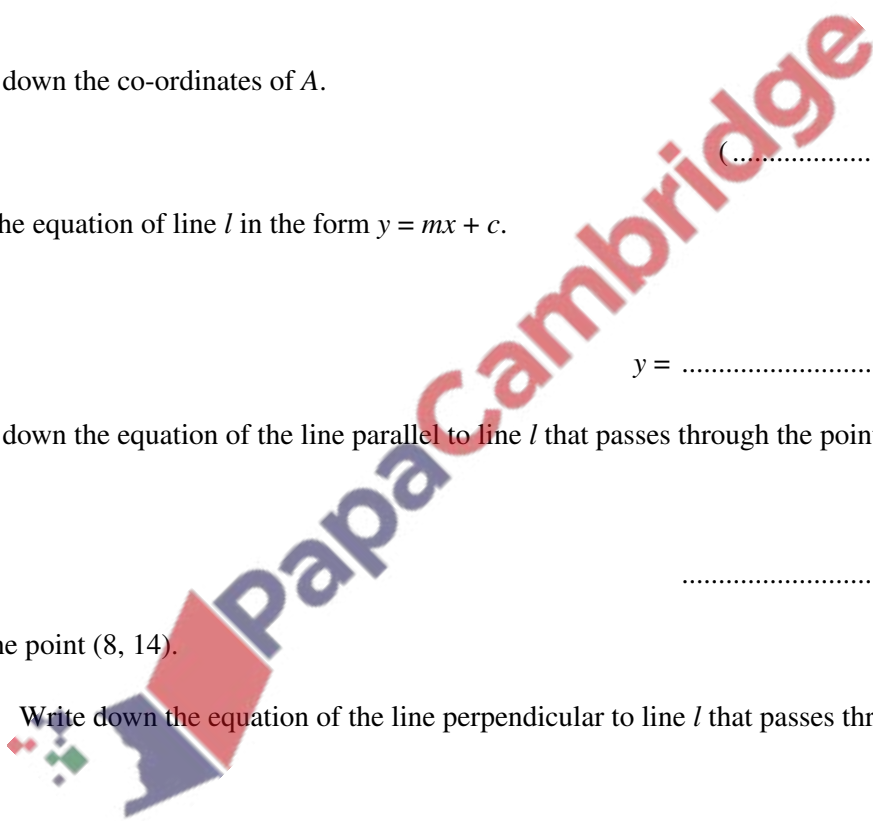 down the co-ordinates of A.
( ...................
he equation of line l in the form y = mx + c.
y = ..........................
down the equation of the line parallel to line l that passes through the poin
..........................
e point (8, 14).
Write down the equation of the line perpendicular to line l that passes thr
PapaCambridge